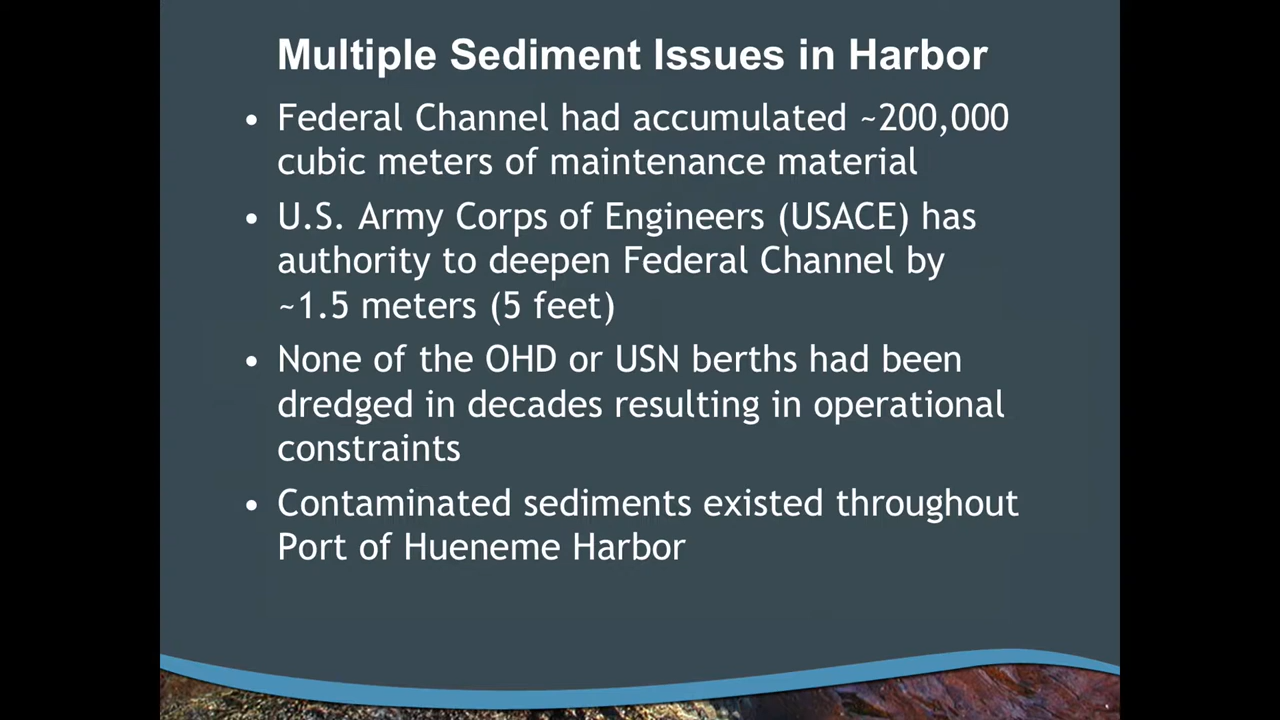 Multiple Sediment Issues in Harbor
• Federal Channel had accumulated ~200,000
cubic meters of maintenance material
• U.S. Army Corps of Engineers (USACE) has
authority to deepen Federal Channel by
~1.5 meters (5 feet)
• None of the OHD or USN berths had been
dredged in decades resulting in operational
constraints
• Contaminated sediments existed throughout
Port of Hueneme Harbor